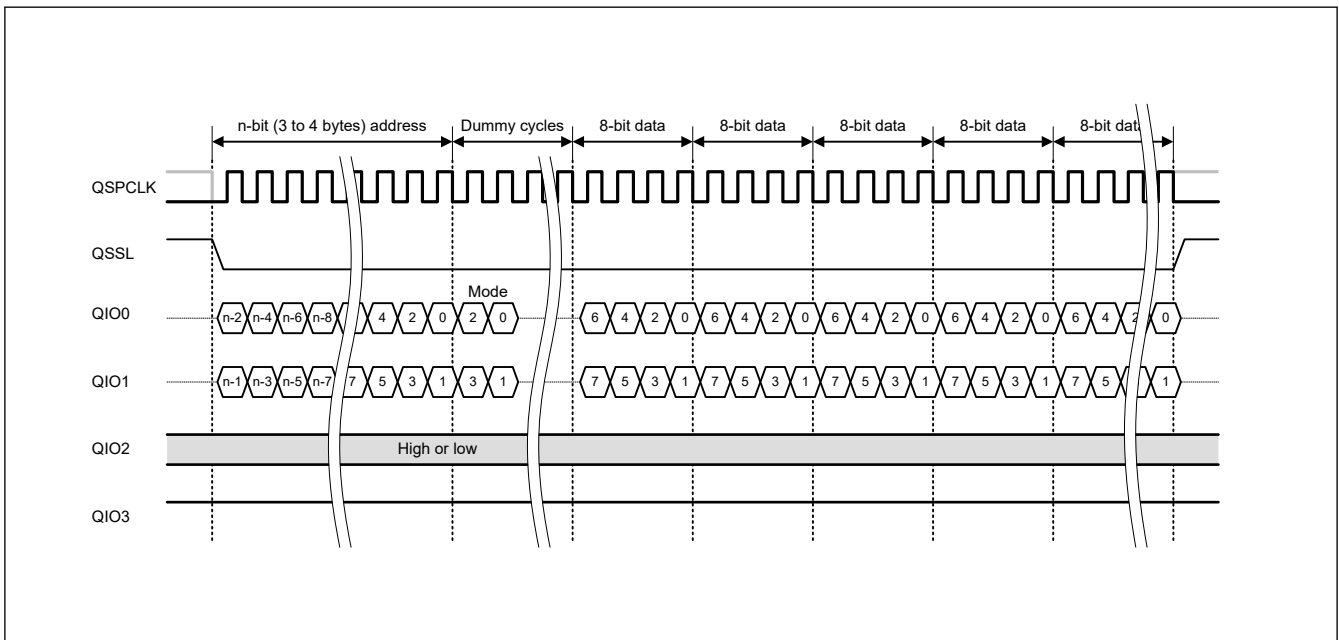 n-bit (3 to 4 bytes) address Dummy cycles 8-bit data 8-bit data 8-bit data 8-bit data 8-bit data
QSPCLK
QSSL
Mode
QIO0 n-2 n-4 n-6 n-8 4 2 0 2 0 6 4 2 0 6 4 2 0 6 4 2 0 6 4 2 0 6 4 2 0
QIO1 n-1 n-3 n-5 n-7 7 5 3 1 3 1 7 5 3 1 7 5 3 1 7 5 3 1 7 5 3 1 7 5 1
QIO2 High or low
QIO3